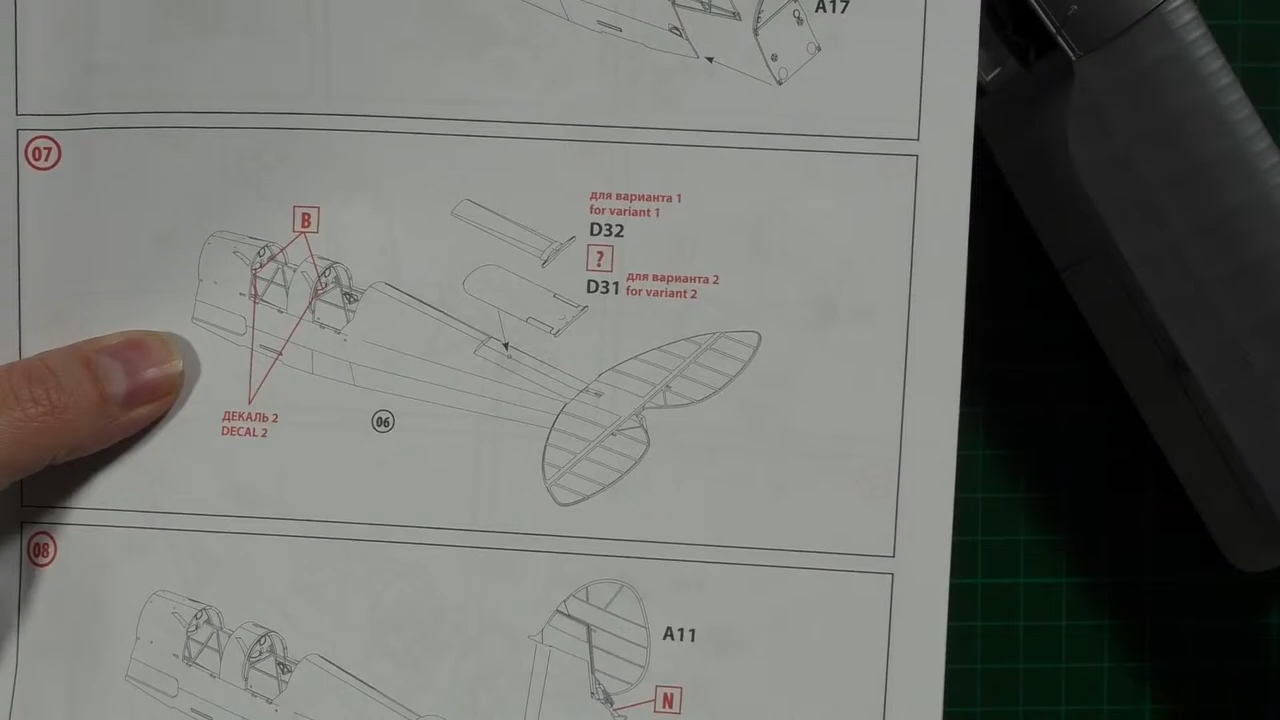 A17
07
B
для варианта 1
for variant 1
D32
?
D31
для варианта 2
for variant 2
ДЕКАЛЬ 2
DECAL 2
06
08
A11
N